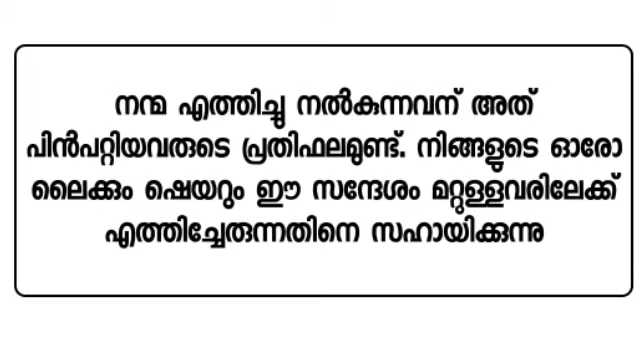 നന്മ എത്തിച്ചു നൽകുന്നവന് അത്
പിൻപറ്റിയവരുടെ പ്രതിഫലമുണ്ട്. നിങ്ങളുടെ ഓരോ
ലൈക്കും ഷെയറും ഈ സന്ദേശം മറ്റുള്ളവരിലേക്ക്
എത്തിച്ചേരുന്നതിനെ സഹായിക്കുന്നു